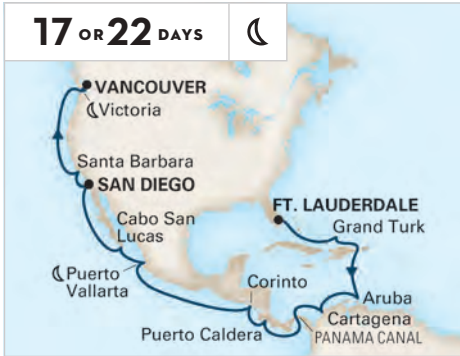 17 OR 22 DAYS
VANCOUVER
Victoria
Santa Barbara
SAN DIEGO
FT. LAUDERDALE
Grand Turk
Cabo San
Lucas
Puerto
Vallarta
Corinto
Aruba
Puerto Caldera
Cartagena
PANAMA CANAL